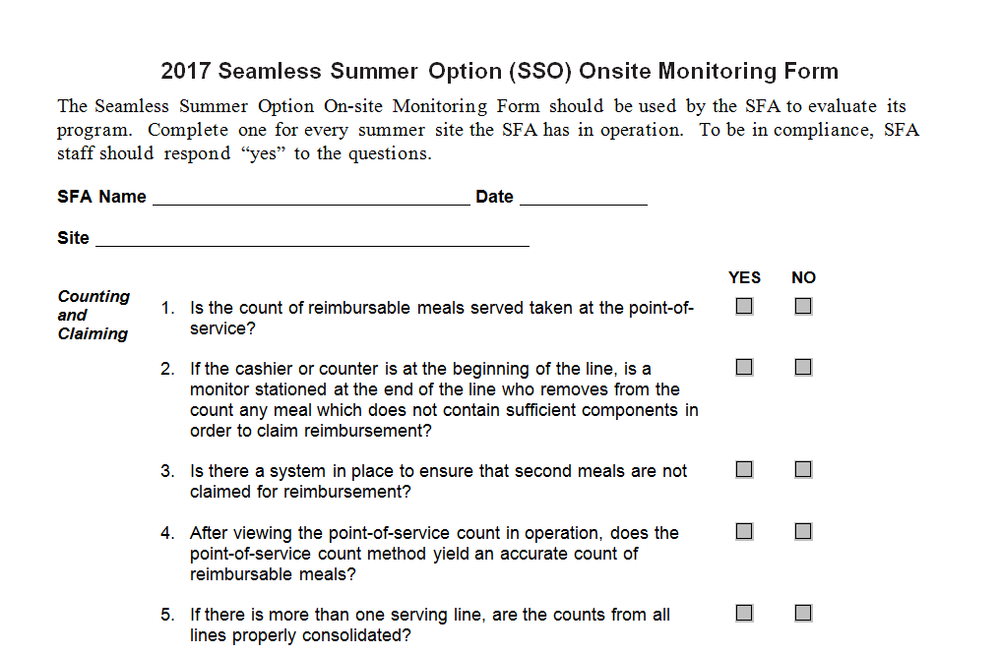 2017 Seamless Summer Option (SSO) Onsite Monitoring Form
The Seamless Summer Option On-site Monitoring Form should be used by the SFA to evaluate its
program. Complete one for every summer site the SFA has in operation. To be in compliance, SFA
staff should respond “yes” to the questions.
SFA Name Date
Site
YES NO
Counting
and
Claiming
1. Is the count of reimbursable meals served taken at the point-of-
service?
2. If the cashier or counter is at the beginning of the line, is a
monitor stationed at the end of the line who removes from the
count any meal which does not contain sufficient components in
order to claim reimbursement?
3. Is there a system in place to ensure that second meals are not
claimed for reimbursement?
4. After viewing the point-of-service count in operation, does the
point-of-service count method yield an accurate count of
reimbursable meals?
5. If there is more than one serving line, are the counts from all
lines properly consolidated?